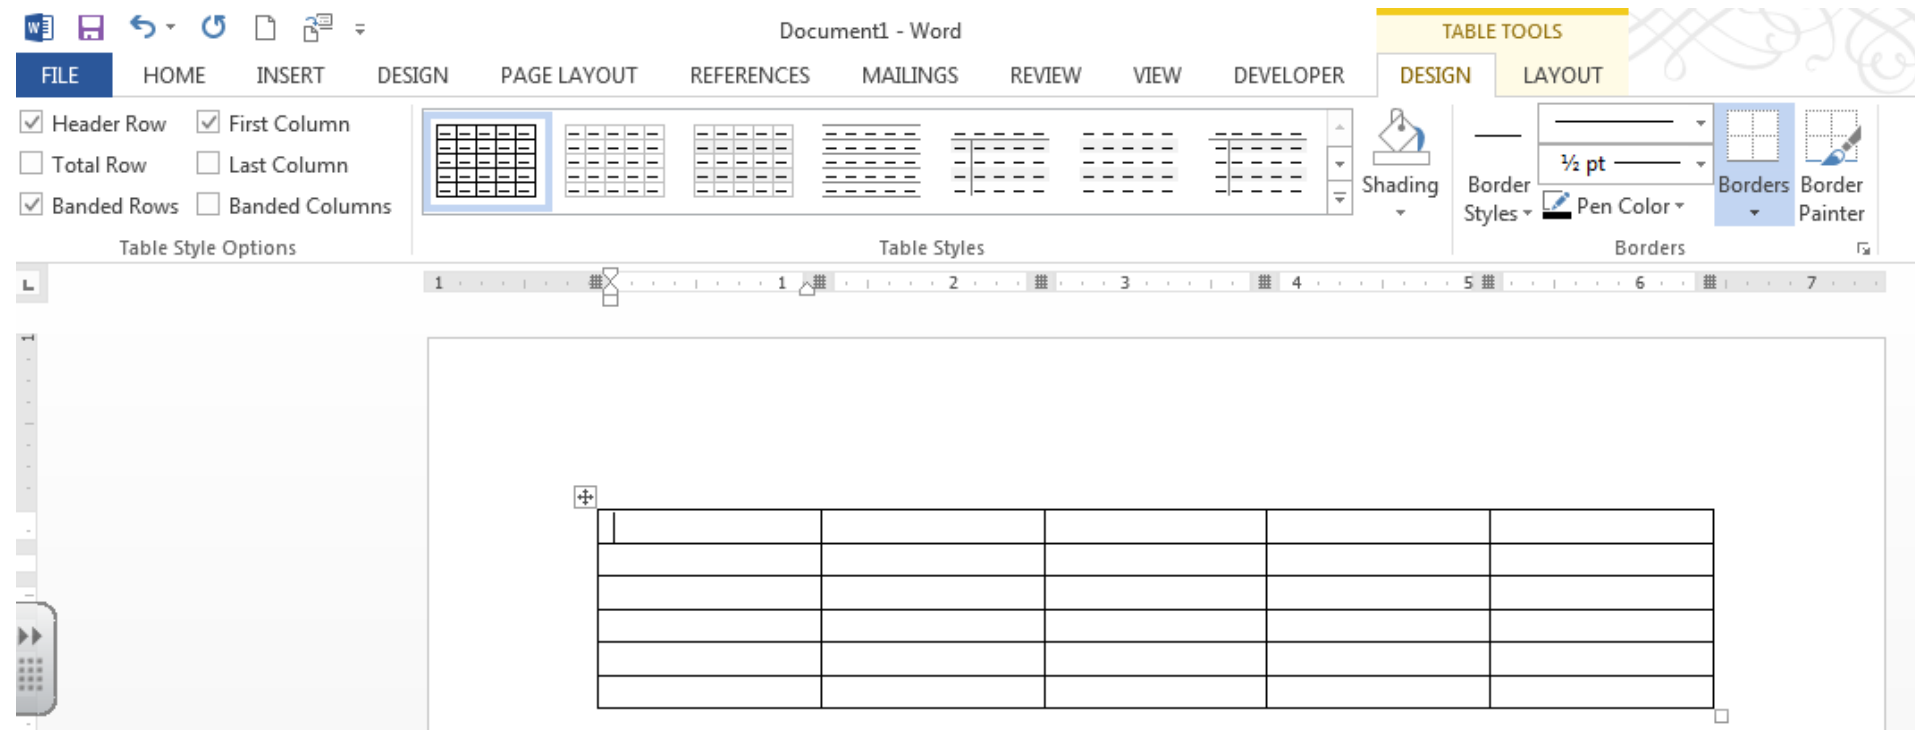 Document1 - Word
TABLE TOOLS
FILE HOME INSERT DESIGN PAGE LAYOUT REFERENCES MAILINGS REVIEW VIEW DEVELOPER DESIGN LAYOUT
Header Row First Column
Total Row Last Column
Banded Rows Banded Columns
Table Style Options
Table Styles
Shading
Border
Styles
½ pt
Pen Color
Borders
Border
Painter
Borders
1 1 2 3 4 5 6 7
1